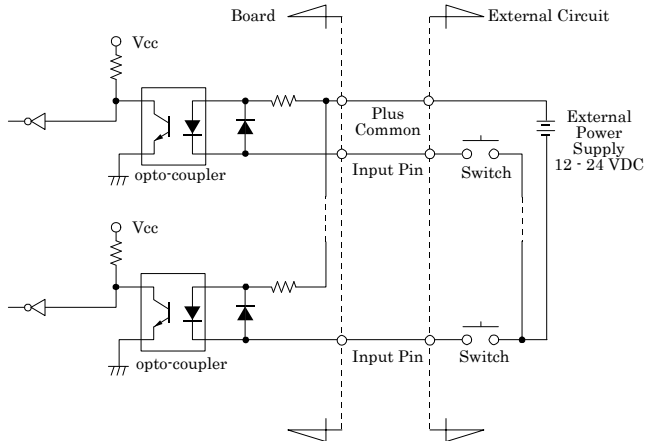 Board
External Circuit
Vcc
Plus
Common
External
Power
Supply
12 - 24 VDC
Input Pin
Switch
opto-coupler
Vcc
Input Pin
Switch
opto-coupler